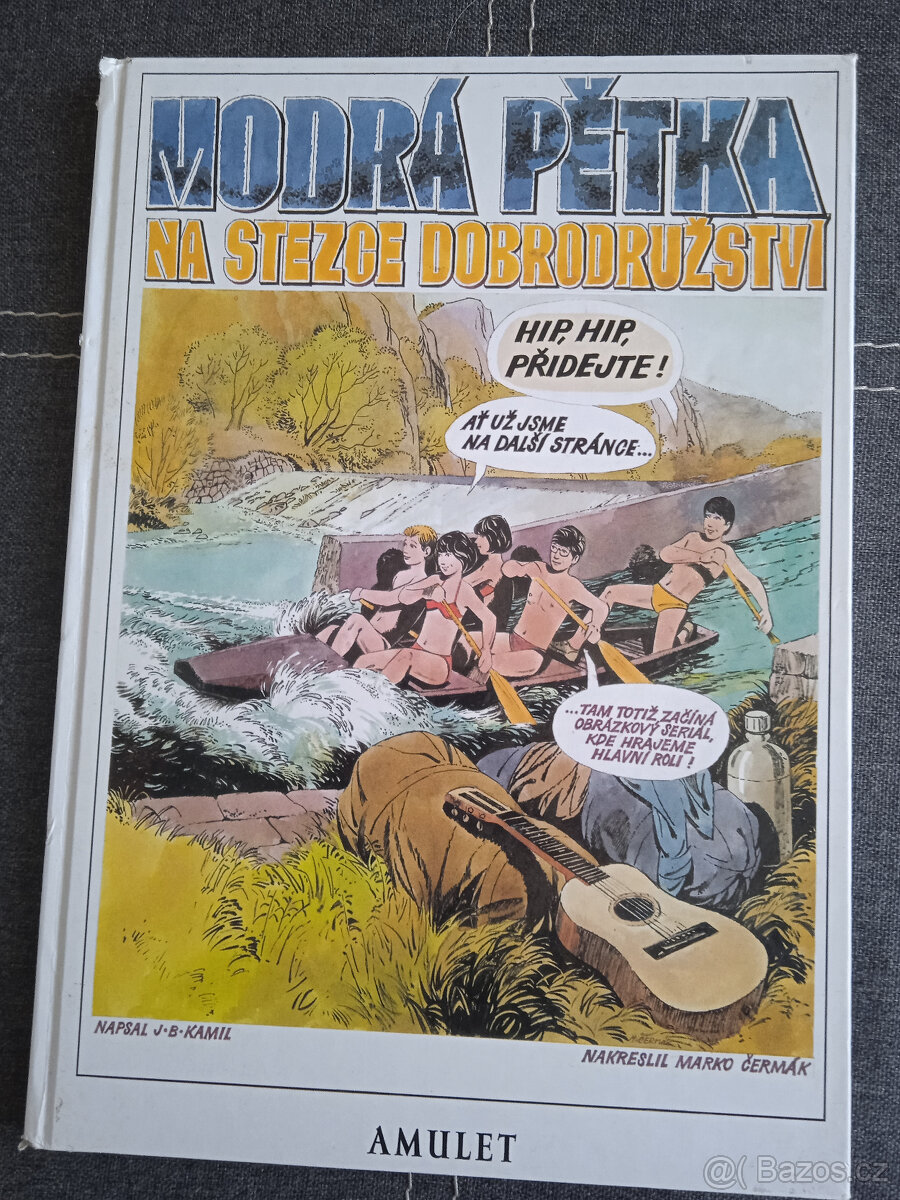 MODRÁ PĚTKA
NA STEZCE DOBRODRUŽSTVÍ
HIP, HIP,
PŘIDEJTE!
AŤ UŽ JSME
NA DALŠÍ STRÁNCE...
...TAM TOTIŽ ZAČÍNÁ
OBRÁZKOVÝ SERIÁL,
KDE HRAJEME
HLAVNÍ ROLI!
M. ČERMÁK
NAPSAL J·B·KAMIL
NAKRESLIL MARKO ČERMÁK
AMULET
@( Bazos.cz